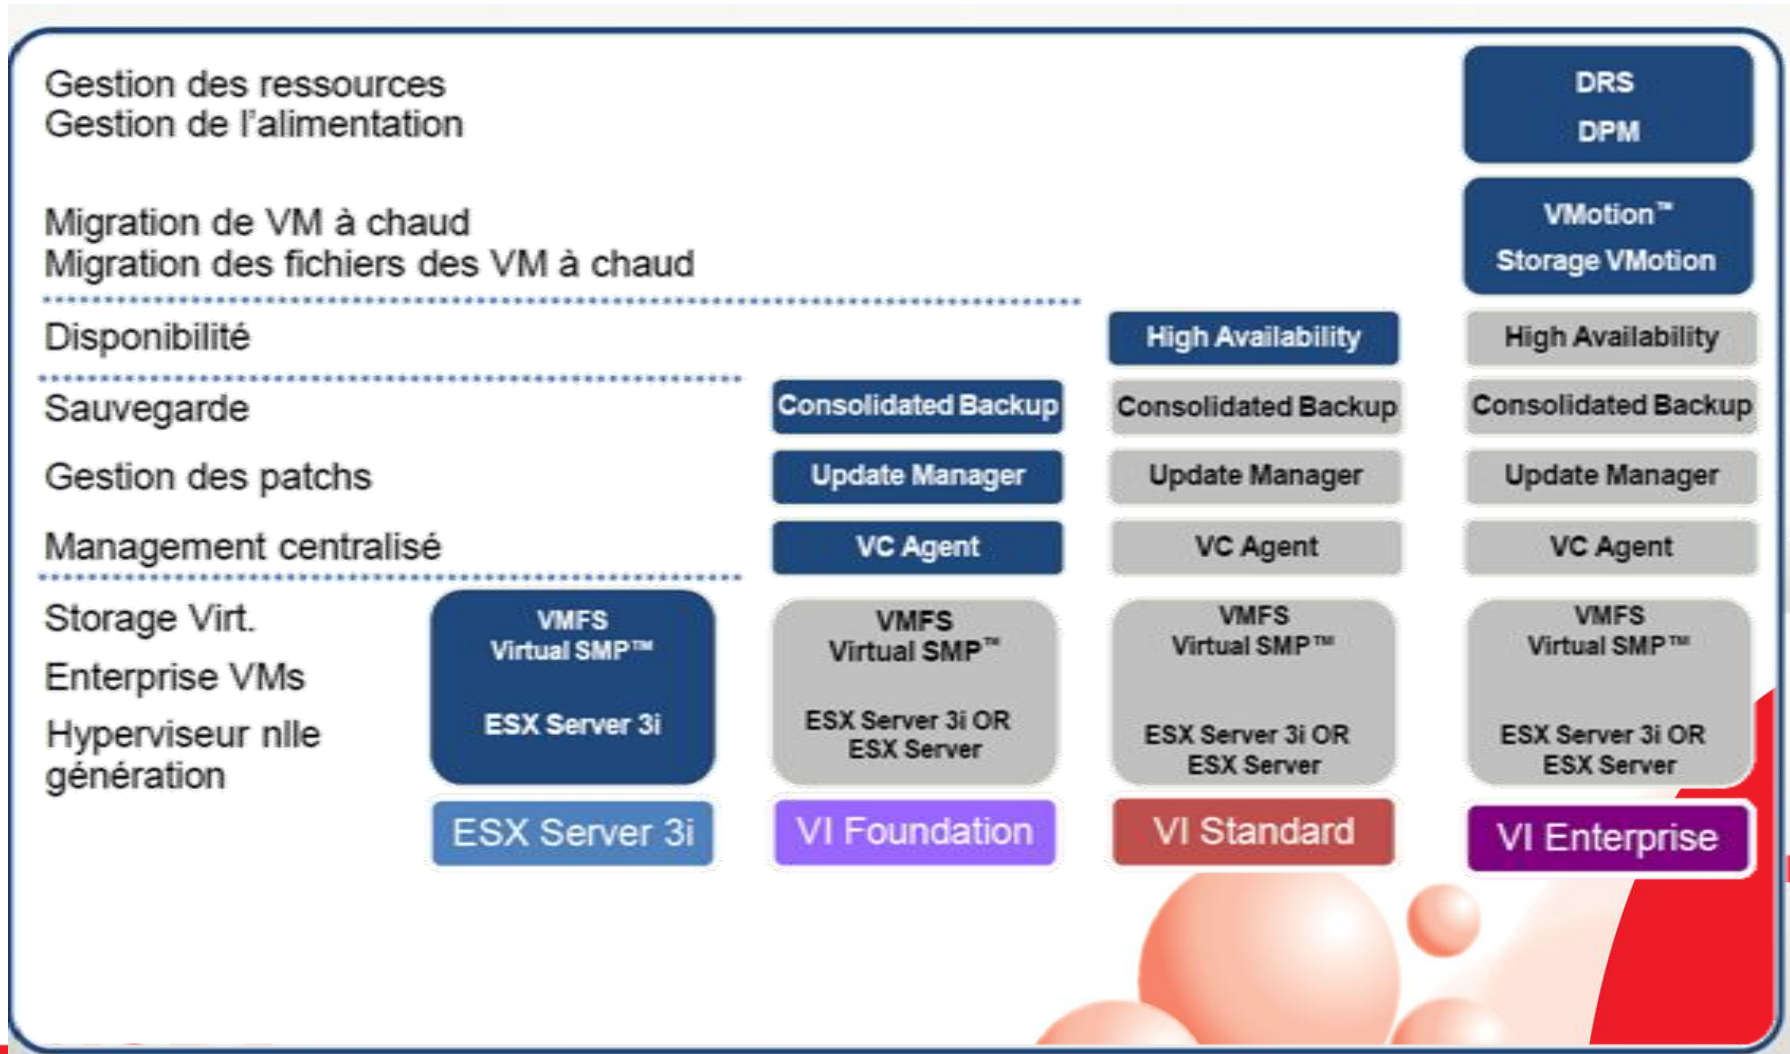 Gestion des ressources
Gestion de l'alimentation
DRS
DPM
Migration de VM à chaud
Migration des fichiers des VM à chaud
VMotion™
Storage VMotion
Disponibilité
High Availability
High Availability
Sauvegarde
Consolidated Backup
Consolidated Backup
Consolidated Backup
Gestion des patchs
Update Manager
Update Manager
Update Manager
Management centralisé
VC Agent
VC Agent
VC Agent
Storage Virt.
Enterprise VMs
Hyperviseur nlle
génération
VMFS
Virtual SMP™
ESX Server 3i
VMFS
Virtual SMP™
ESX Server 3i OR
ESX Server
VMFS
Virtual SMP™
ESX Server 3i OR
ESX Server
VMFS
Virtual SMP™
ESX Server 3i OR
ESX Server
ESX Server 3i
VI Foundation
VI Standard
VI Enterprise